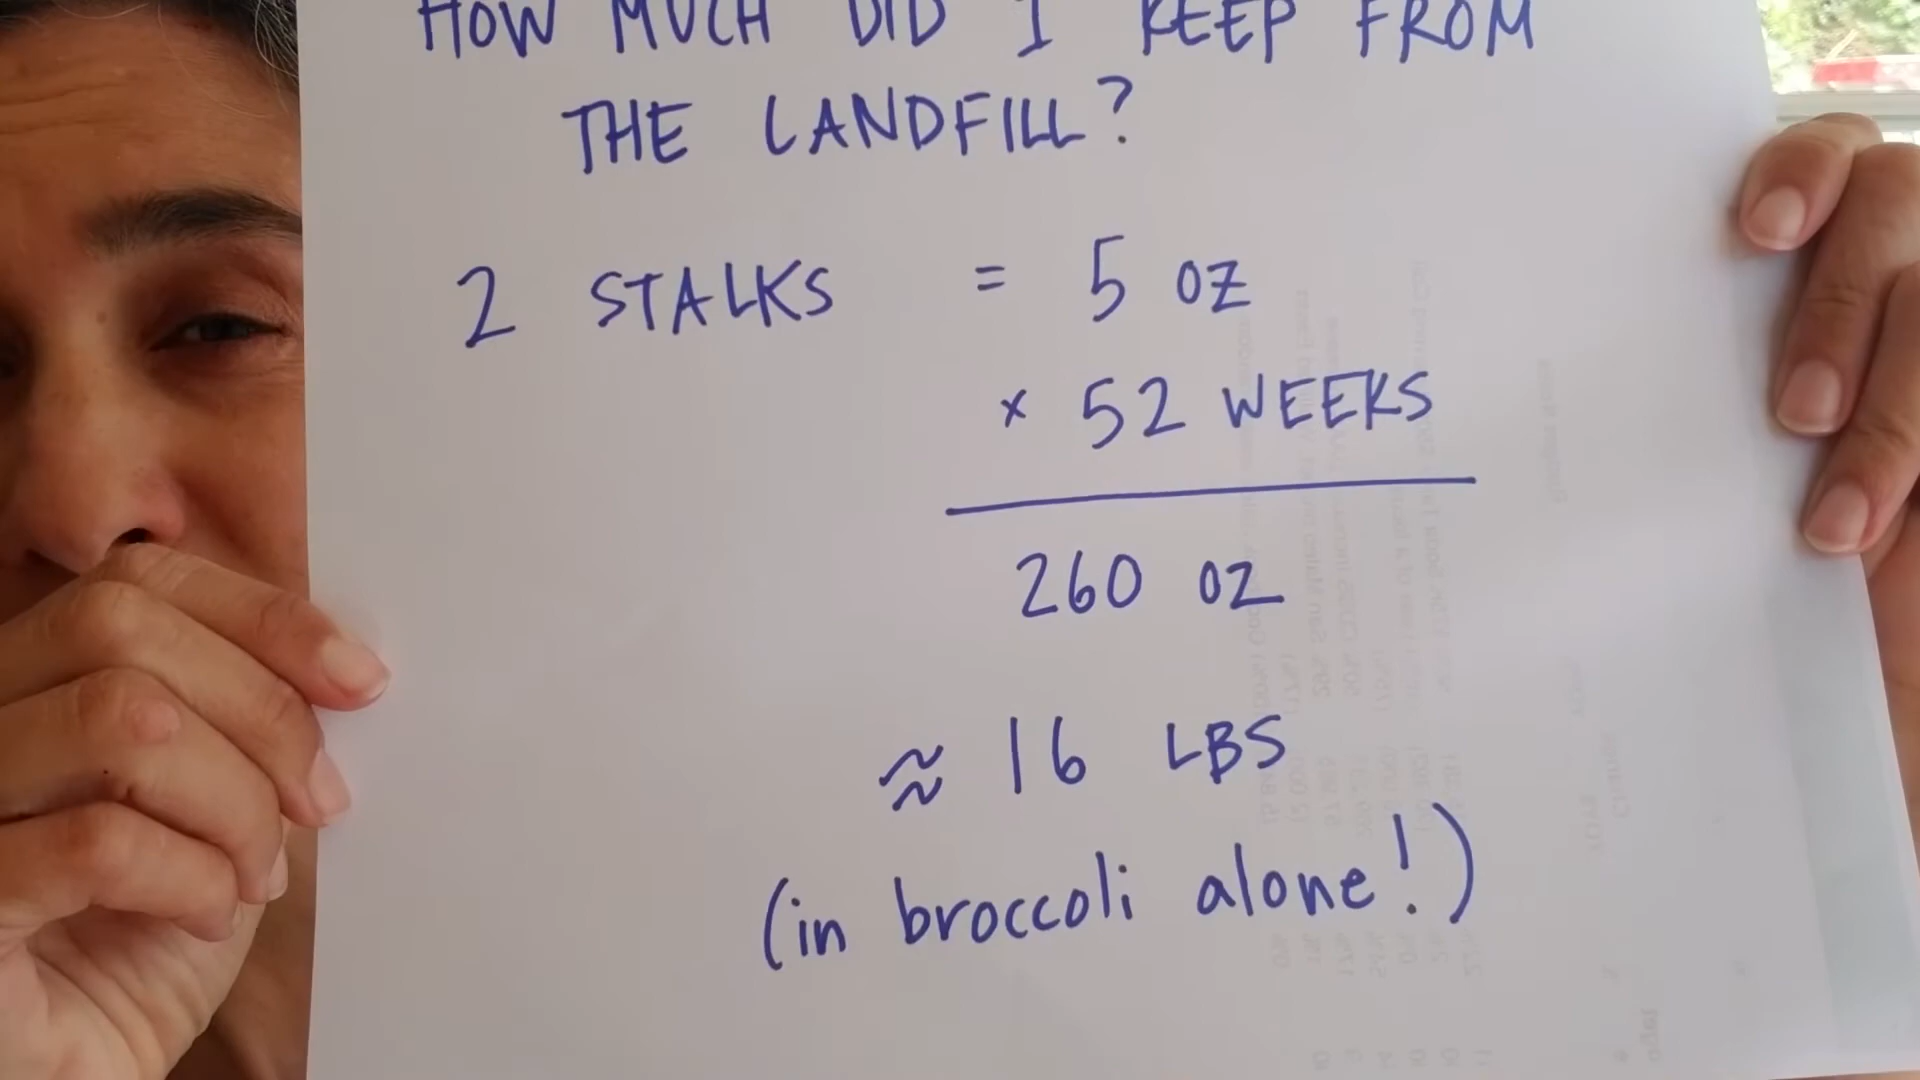 HOW MUCH DID I KEEP FROM
THE LANDFILL?
2 STALKS = 5 OZ
x 52 WEEKS
260 OZ
≈ 16 LBS
(in broccoli alone!)